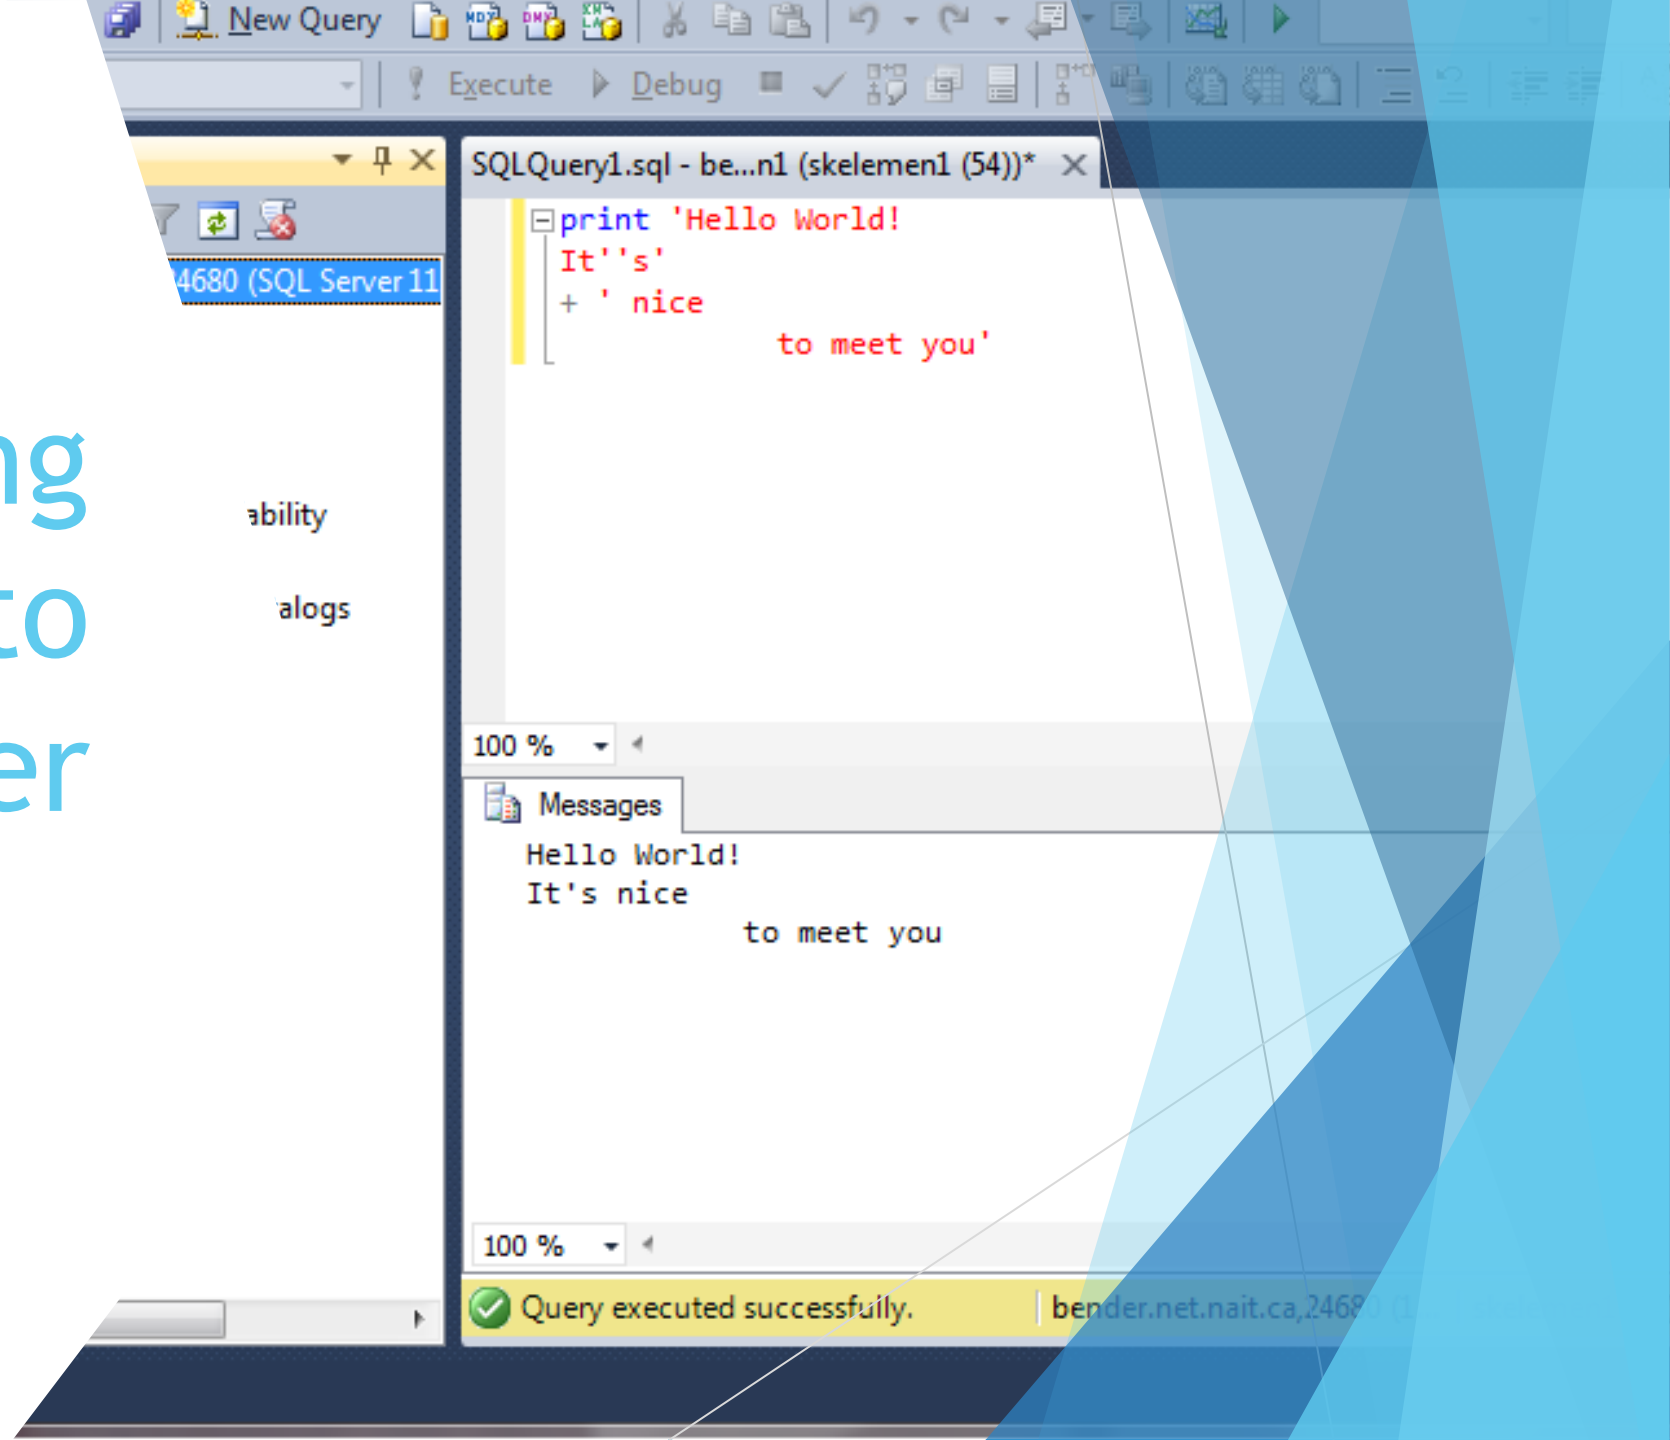 New Query
Execute Debug
SQLQuery1.sql - be...n1 (skelemen1 (54))*
4680 (SQL Server 11
print 'Hello World!
It''s'
+ ' nice
to meet you'
ng
to
er
ability
alogs
100 %
Messages
Hello World!
It's nice
to meet you
100 %
Query executed successfully.
bender.net.nait.ca,24680 (1